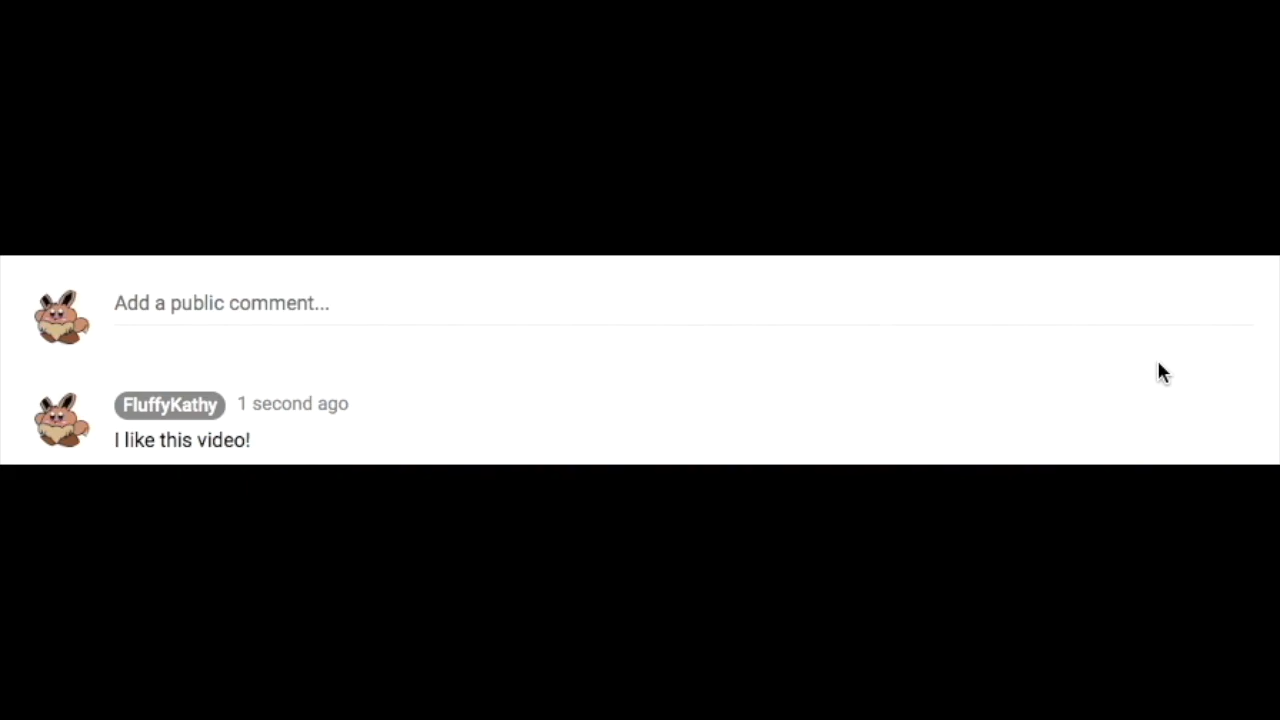 Add a public comment...
FluffyKathy 1 second ago
I like this video!